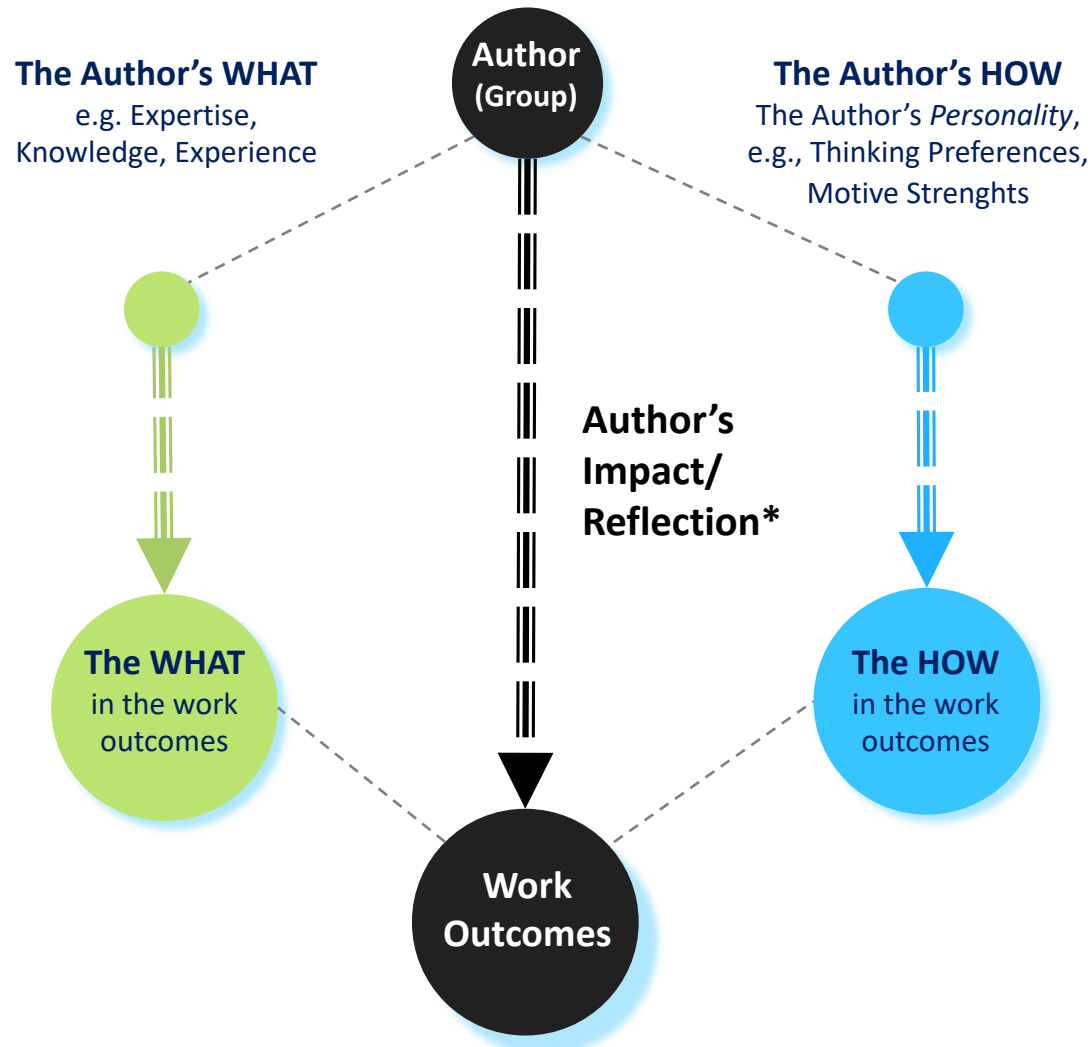 Author
(Group)
The Author’s WHAT
e.g. Expertise,
Knowledge, Experience
The Author’s HOW
The Author’s Personality,
e.g., Thinking Preferences,
Motive Strenghts
Author’s
Impact/
Reflection*
The WHAT
in the work
outcomes
The HOW
in the work
outcomes
Work
Outcomes